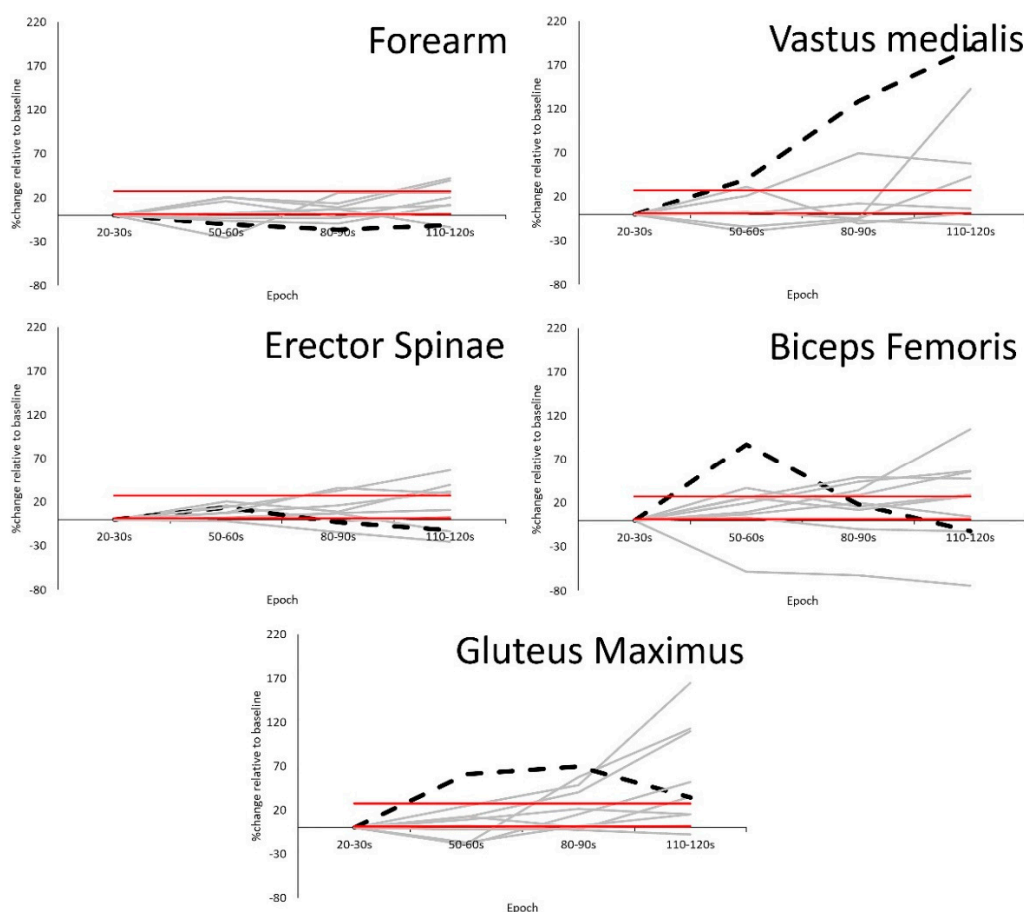 Forearm
%change relative to baseline
220
170
120
70
20
-30
-80
20-30s
50-60s
80-90s
110-120s
Epoch
Vastus medialis
%change relative to baseline
220
170
120
70
20
-30
-80
20-30s
50-60s
80-90s
110-120s
Epoch
Erector Spinae
%change relative to baseline
220
170
120
70
20
-30
-80
20-30s
50-60s
80-90s
110-120s
Epoch
Biceps Femoris
%change relative to baseline
220
170
120
70
20
-30
-80
20-30s
50-60s
80-90s
110-120s
Epoch
Gluteus Maximus
%change relative to baseline
220
170
120
70
20
-30
-80
20-30s
50-60s
80-90s
110-120s
Epoch